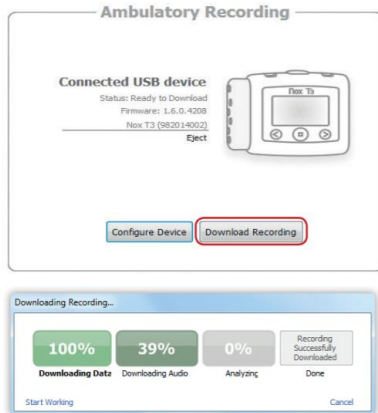 Ambulatory Recording
Connected USB device
Status: Ready to Download
Firmware: 1.6.0.4208
Nox T3 (982014002)
Eject
Nox T3
Configure Device
Download Recording
Downloading Recording...
100%
39%
0%
Recording
Successfully
Downloaded
Downloading Data
Downloading Audio
Analyzing
Done
Start Working
Cancel